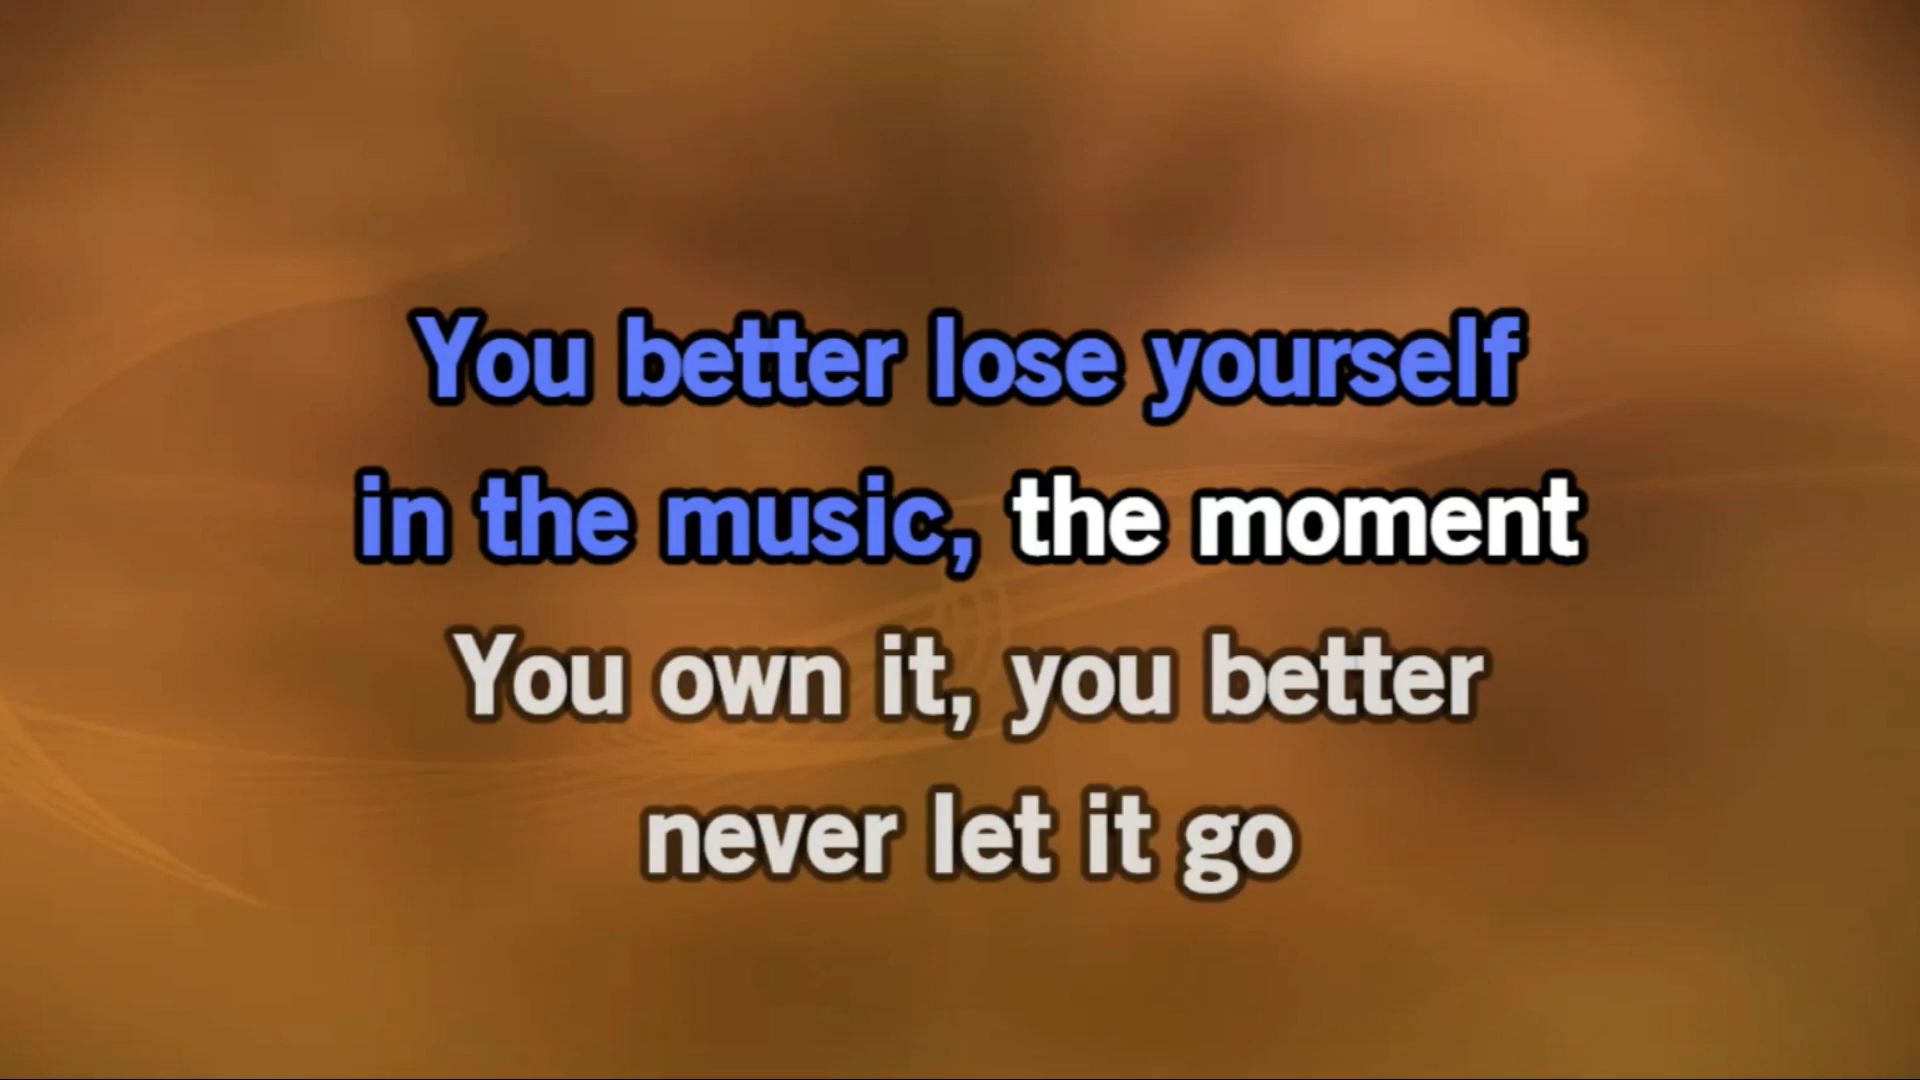 You better lose yourself
in the music, the moment
You own it, you better
never let it go